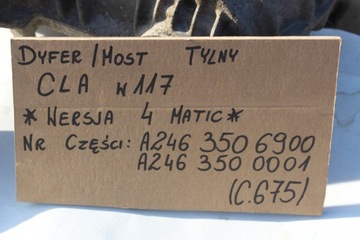 DYFER/MOST TYLNY
CLA W117
*WERSJA 4 MATIC*
NR CZĘŚCI: A246 350 6900
A246 350 0001
(C.675)